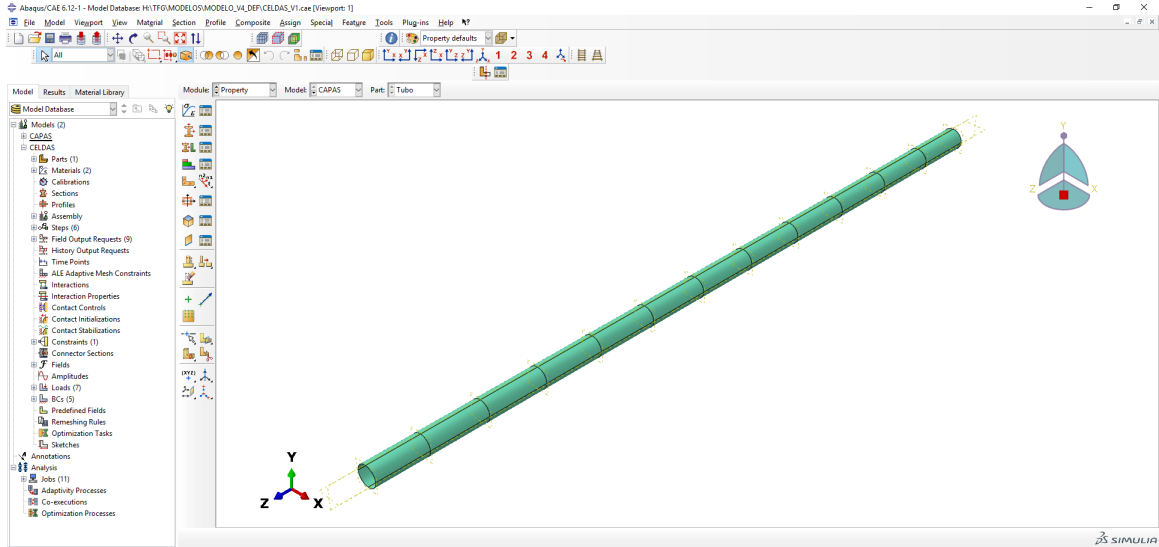 Abaqus/CAE 6.12-1 - Model Database: H:\TFG\MODELOS\MODELO_V4_DEF\CELDAS_V1.cae [Viewport: 1]
File Model Viewport View Material Section Profile Composite Assign Special Feature Tools Plug-ins Help
Property defaults
All
1 2 3 4
Model Results Material Library
Module: Property Model: CAPAS Part: Tubo
Model Database
Models (2)
CAPAS
CELDAS
Parts (1)
Materials (2)
Calibrations
Sections
Profiles
Assembly
Steps (6)
Field Output Requests (9)
History Output Requests
Time Points
ALE Adaptive Mesh Constraints
Interactions
Interaction Properties
Contact Controls
Contact Initializations
Contact Stabilizations
Constraints (1)
Connector Sections
Fields
Amplitudes
Loads (7)
BCs (5)
Predefined Fields
Remeshing Rules
Optimization Tasks
Sketches
Annotations
Analysis
Jobs (11)
Adaptivity Processes
Co-executions
Optimization Processes
(XYZ)
Y
Z X
Y
Z X
SIMULIA